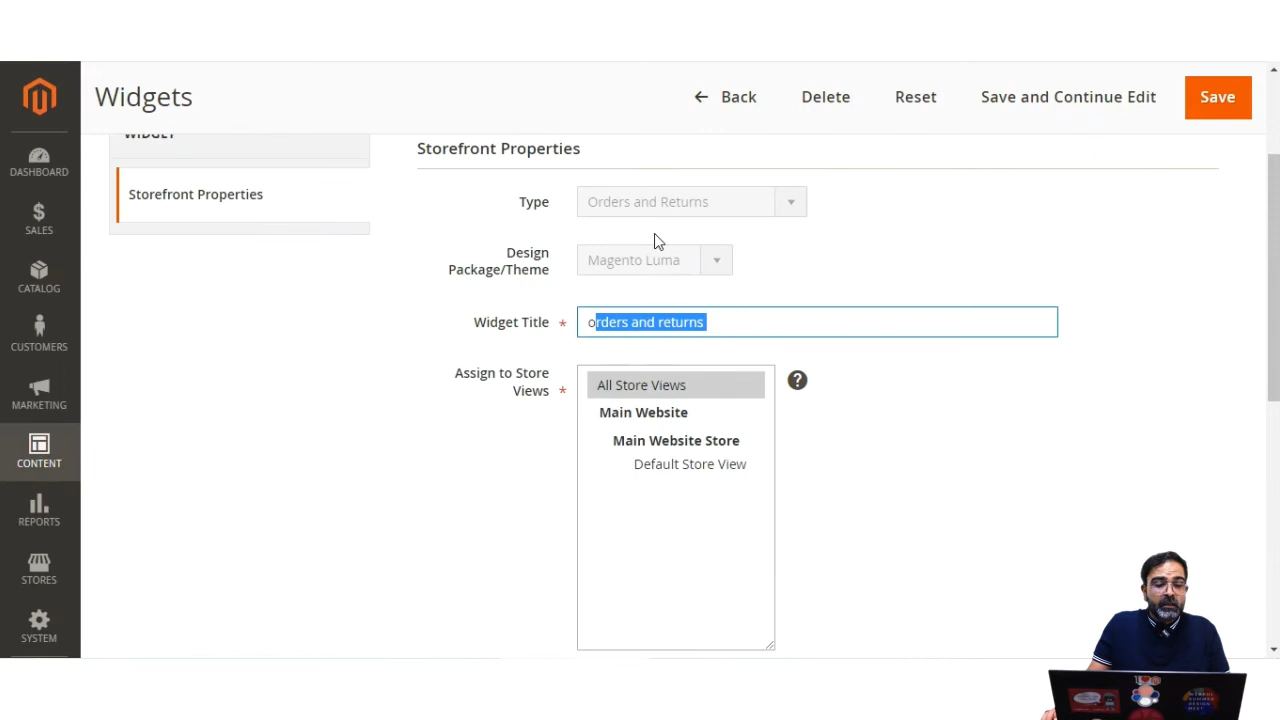 Widgets
Back
Delete
Reset
Save and Continue Edit
Save
WIDGET
Storefront Properties
Storefront Properties
Type
Orders and Returns
Design
Package/Theme
Magento Luma
Widget Title *
orders and returns
Assign to Store
Views *
All Store Views
Main Website
Main Website Store
Default Store View
?
DASHBOARD
$
SALES
CATALOG
CUSTOMERS
MARKETING
CONTENT
REPORTS
STORES
SYSTEM